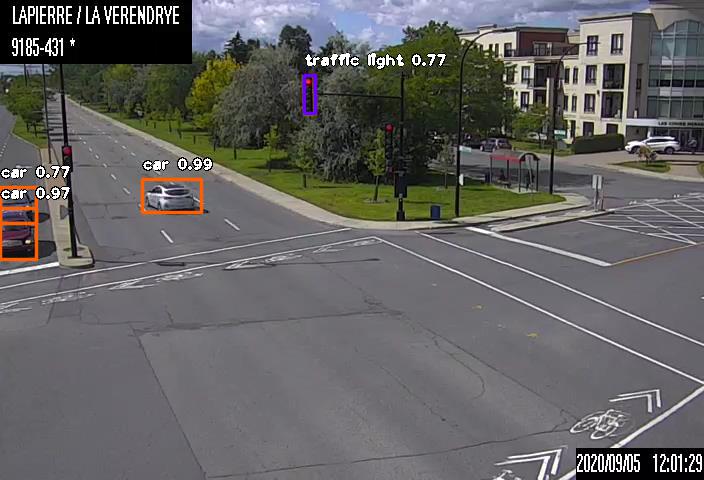 LAPIERRE / LA VERENDRYE
9185-431 *
traffic light 0.77
car 0.99
car 0.77
car 0.97
2020/09/05 12:01:29